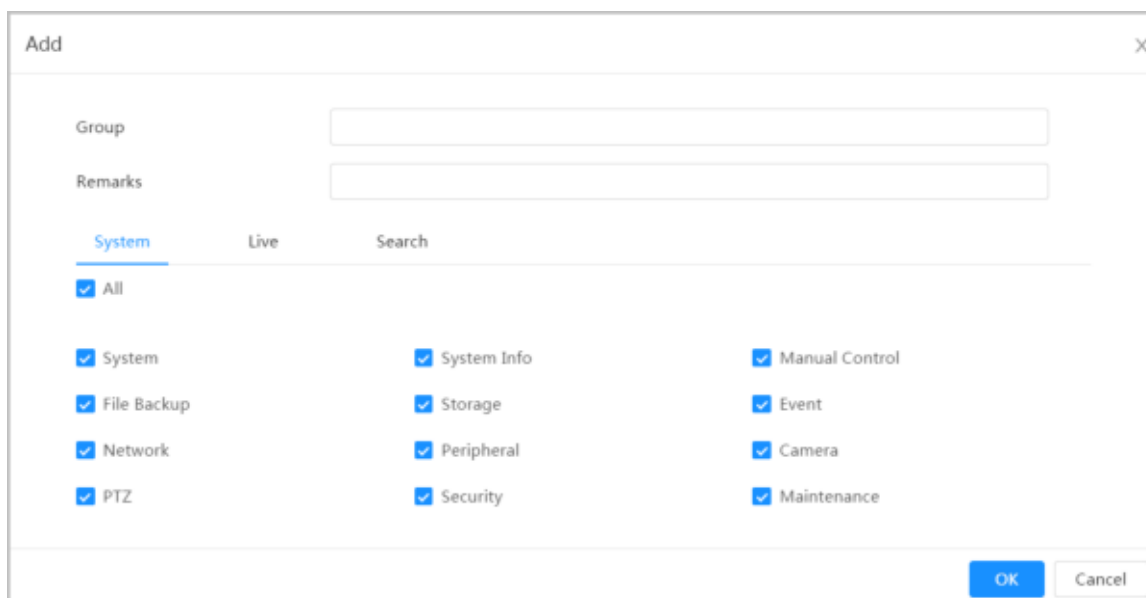 Add
Group
Remarks
System Live Search
All
System System Info Manual Control
File Backup Storage Event
Network Peripheral Camera
PTZ Security Maintenance
OK Cancel